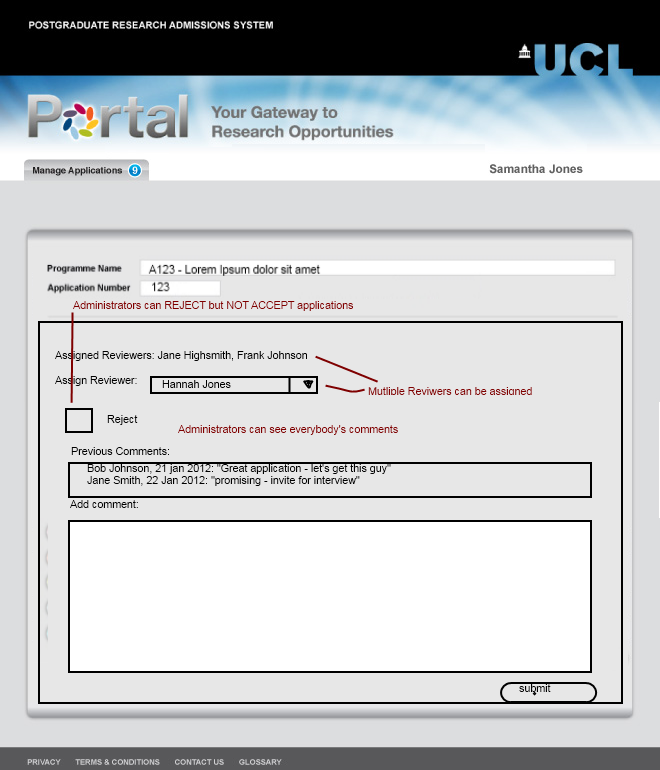 POSTGRADUATE RESEARCH ADMISSIONS SYSTEM
UCL
Portal
Your Gateway to
Research Opportunities
Manage Applications 9
Samantha Jones
Programme Name A123 - Lorem Ipsum dolor sit amet
Application Number 123
Administrators can REJECT but NOT ACCEPT applications
Assigned Reviewers: Jane Highsmith, Frank Johnson
Assign Reviewer: Hannah Jones
Mutliple Reviwers can be assigned
Reject
Administrators can see everybody's comments
Previous Comments:
Bob Johnson, 21 jan 2012: "Great application - let's get this guy"
Jane Smith, 22 Jan 2012: "promising - invite for interview"
Add comment:
submit
PRIVACY TERMS & CONDITIONS CONTACT US GLOSSARY